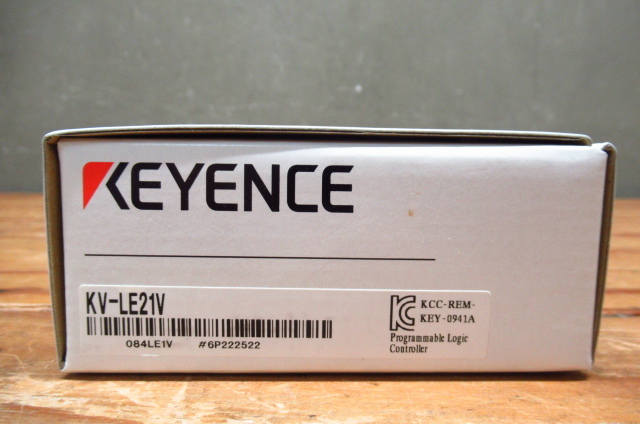 KEYENCE
KV-LE21V
084LE1V #6P222522
KCC-REM-
KEY-0941A
Programmable Logic
Controller